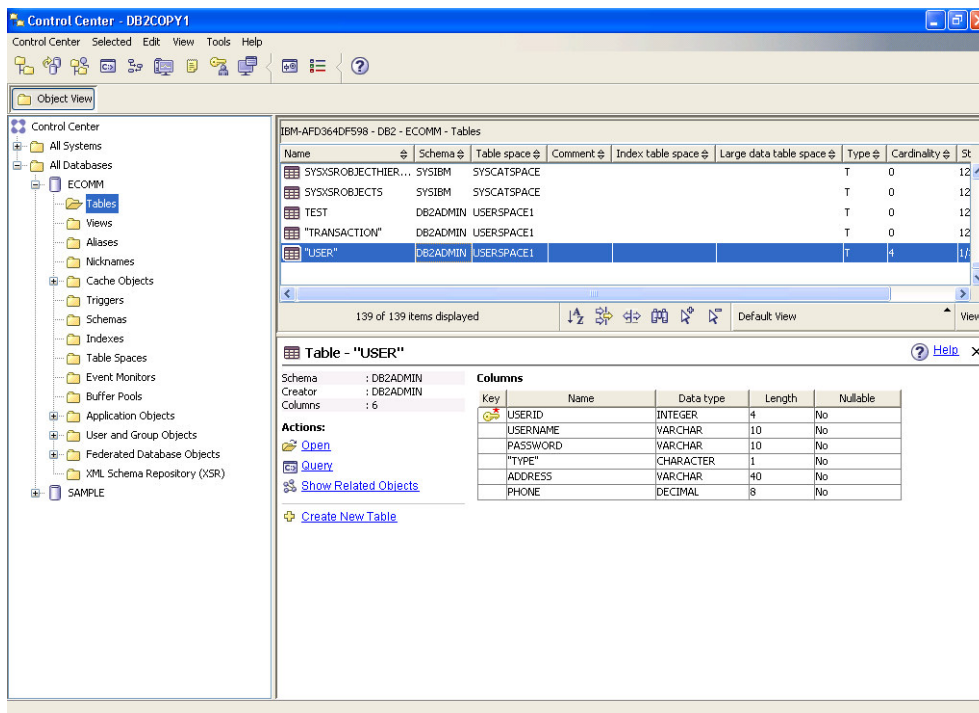 Control Center - DB2COPY1
Control Center Selected Edit View Tools Help
Object View
Control Center
All Systems
All Databases
ECOMM
Tables
Views
Aliases
Nicknames
Cache Objects
Triggers
Schemas
Indexes
Table Spaces
Event Monitors
Buffer Pools
Application Objects
User and Group Objects
Federated Database Objects
XML Schema Repository (XSR)
SAMPLE
IBM-AFD364DF598 - DB2 - ECOMM - Tables
Name Schema Table space Comment Index table space Large data table space Type Cardinality St
SYSXSROBJECTHIER... SYSIBM SYSCATSPACE T 0 12
SYSXSROBJECTS SYSIBM SYSCATSPACE T 0 12
TEST DB2ADMIN USERSPACE1 T 0 12
"TRANSACTION" DB2ADMIN USERSPACE1 T 0 12
"USER" DB2ADMIN USERSPACE1 T 4 1/
139 of 139 items displayed Default View View
Table - "USER" Help
Schema : DB2ADMIN
Creator : DB2ADMIN
Columns : 6
Actions:
Open
Query
Show Related Objects
Create New Table
Columns
Key Name Data type Length Nullable
USERID INTEGER 4 No
USERNAME VARCHAR 10 No
PASSWORD VARCHAR 10 No
"TYPE" CHARACTER 1 No
ADDRESS VARCHAR 40 No
PHONE DECIMAL 8 No